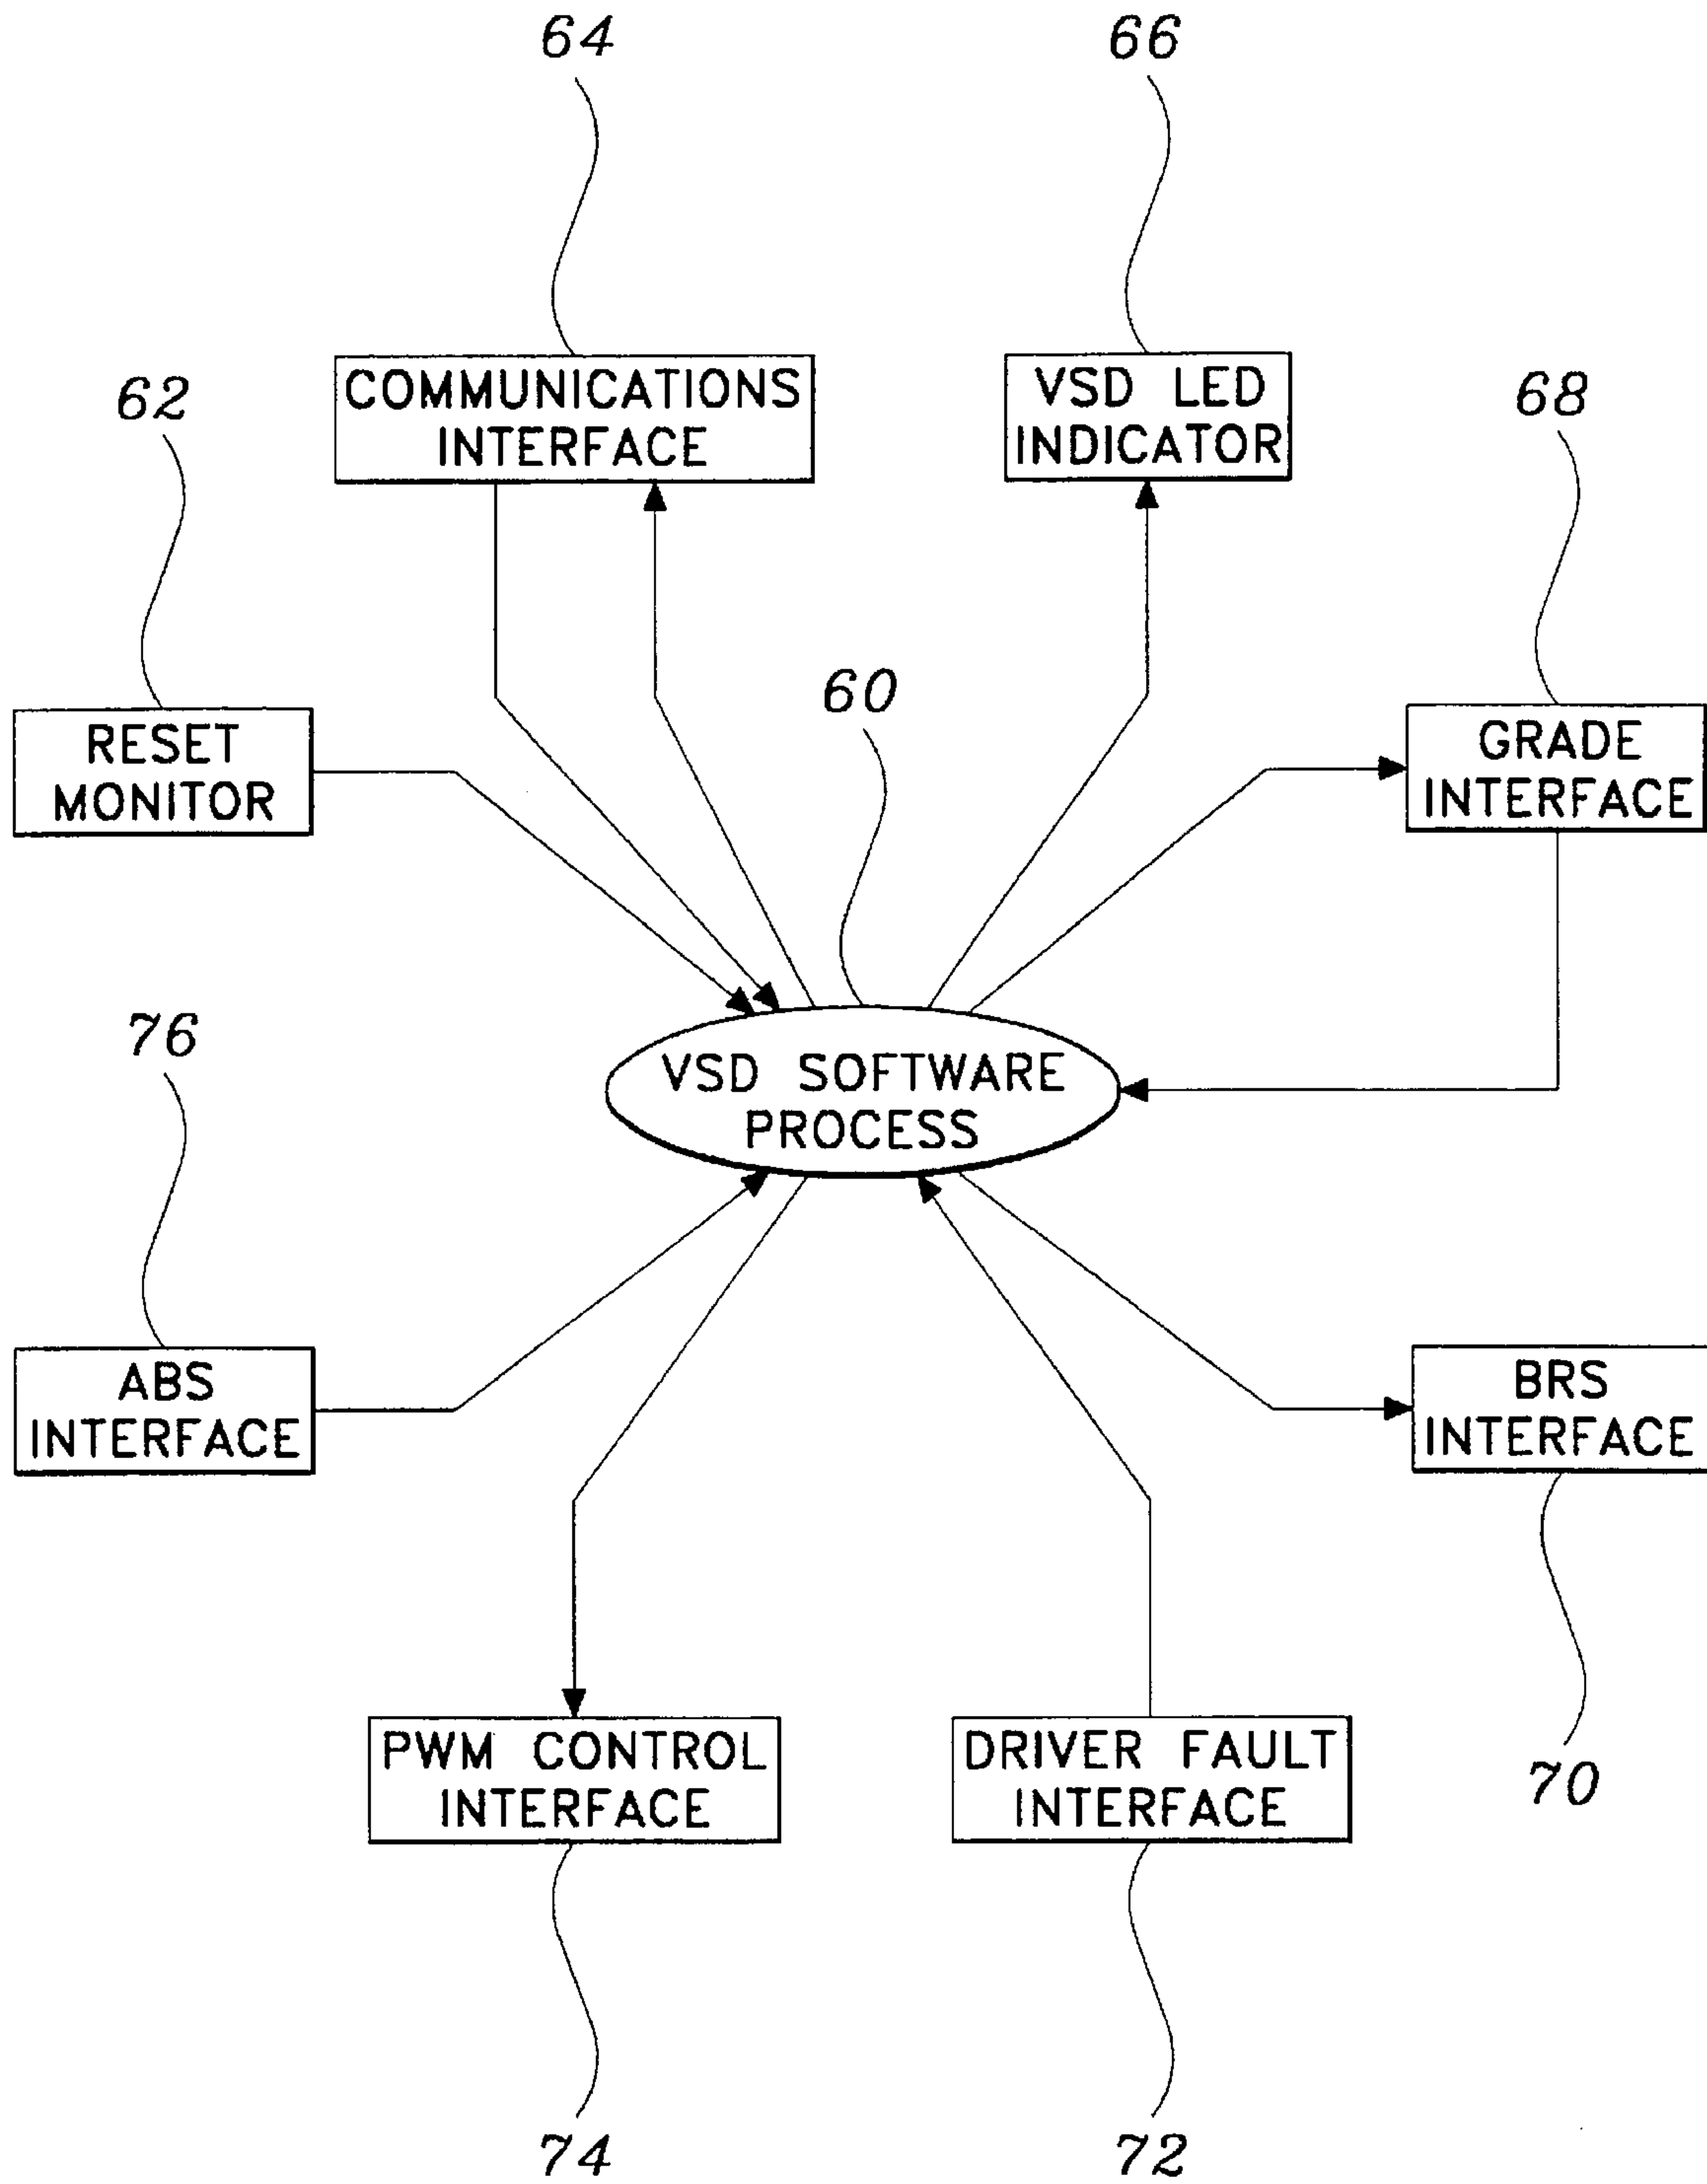 64
66
COMMUNICATIONS
INTERFACE
VSD LED
INDICATOR
62
68
60
RESET
MONITOR
GRADE
INTERFACE
VSD SOFTWARE
PROCESS
76
ABS
INTERFACE
BRS
INTERFACE
PWM CONTROL
INTERFACE
DRIVER FAULT
INTERFACE
70
74
72